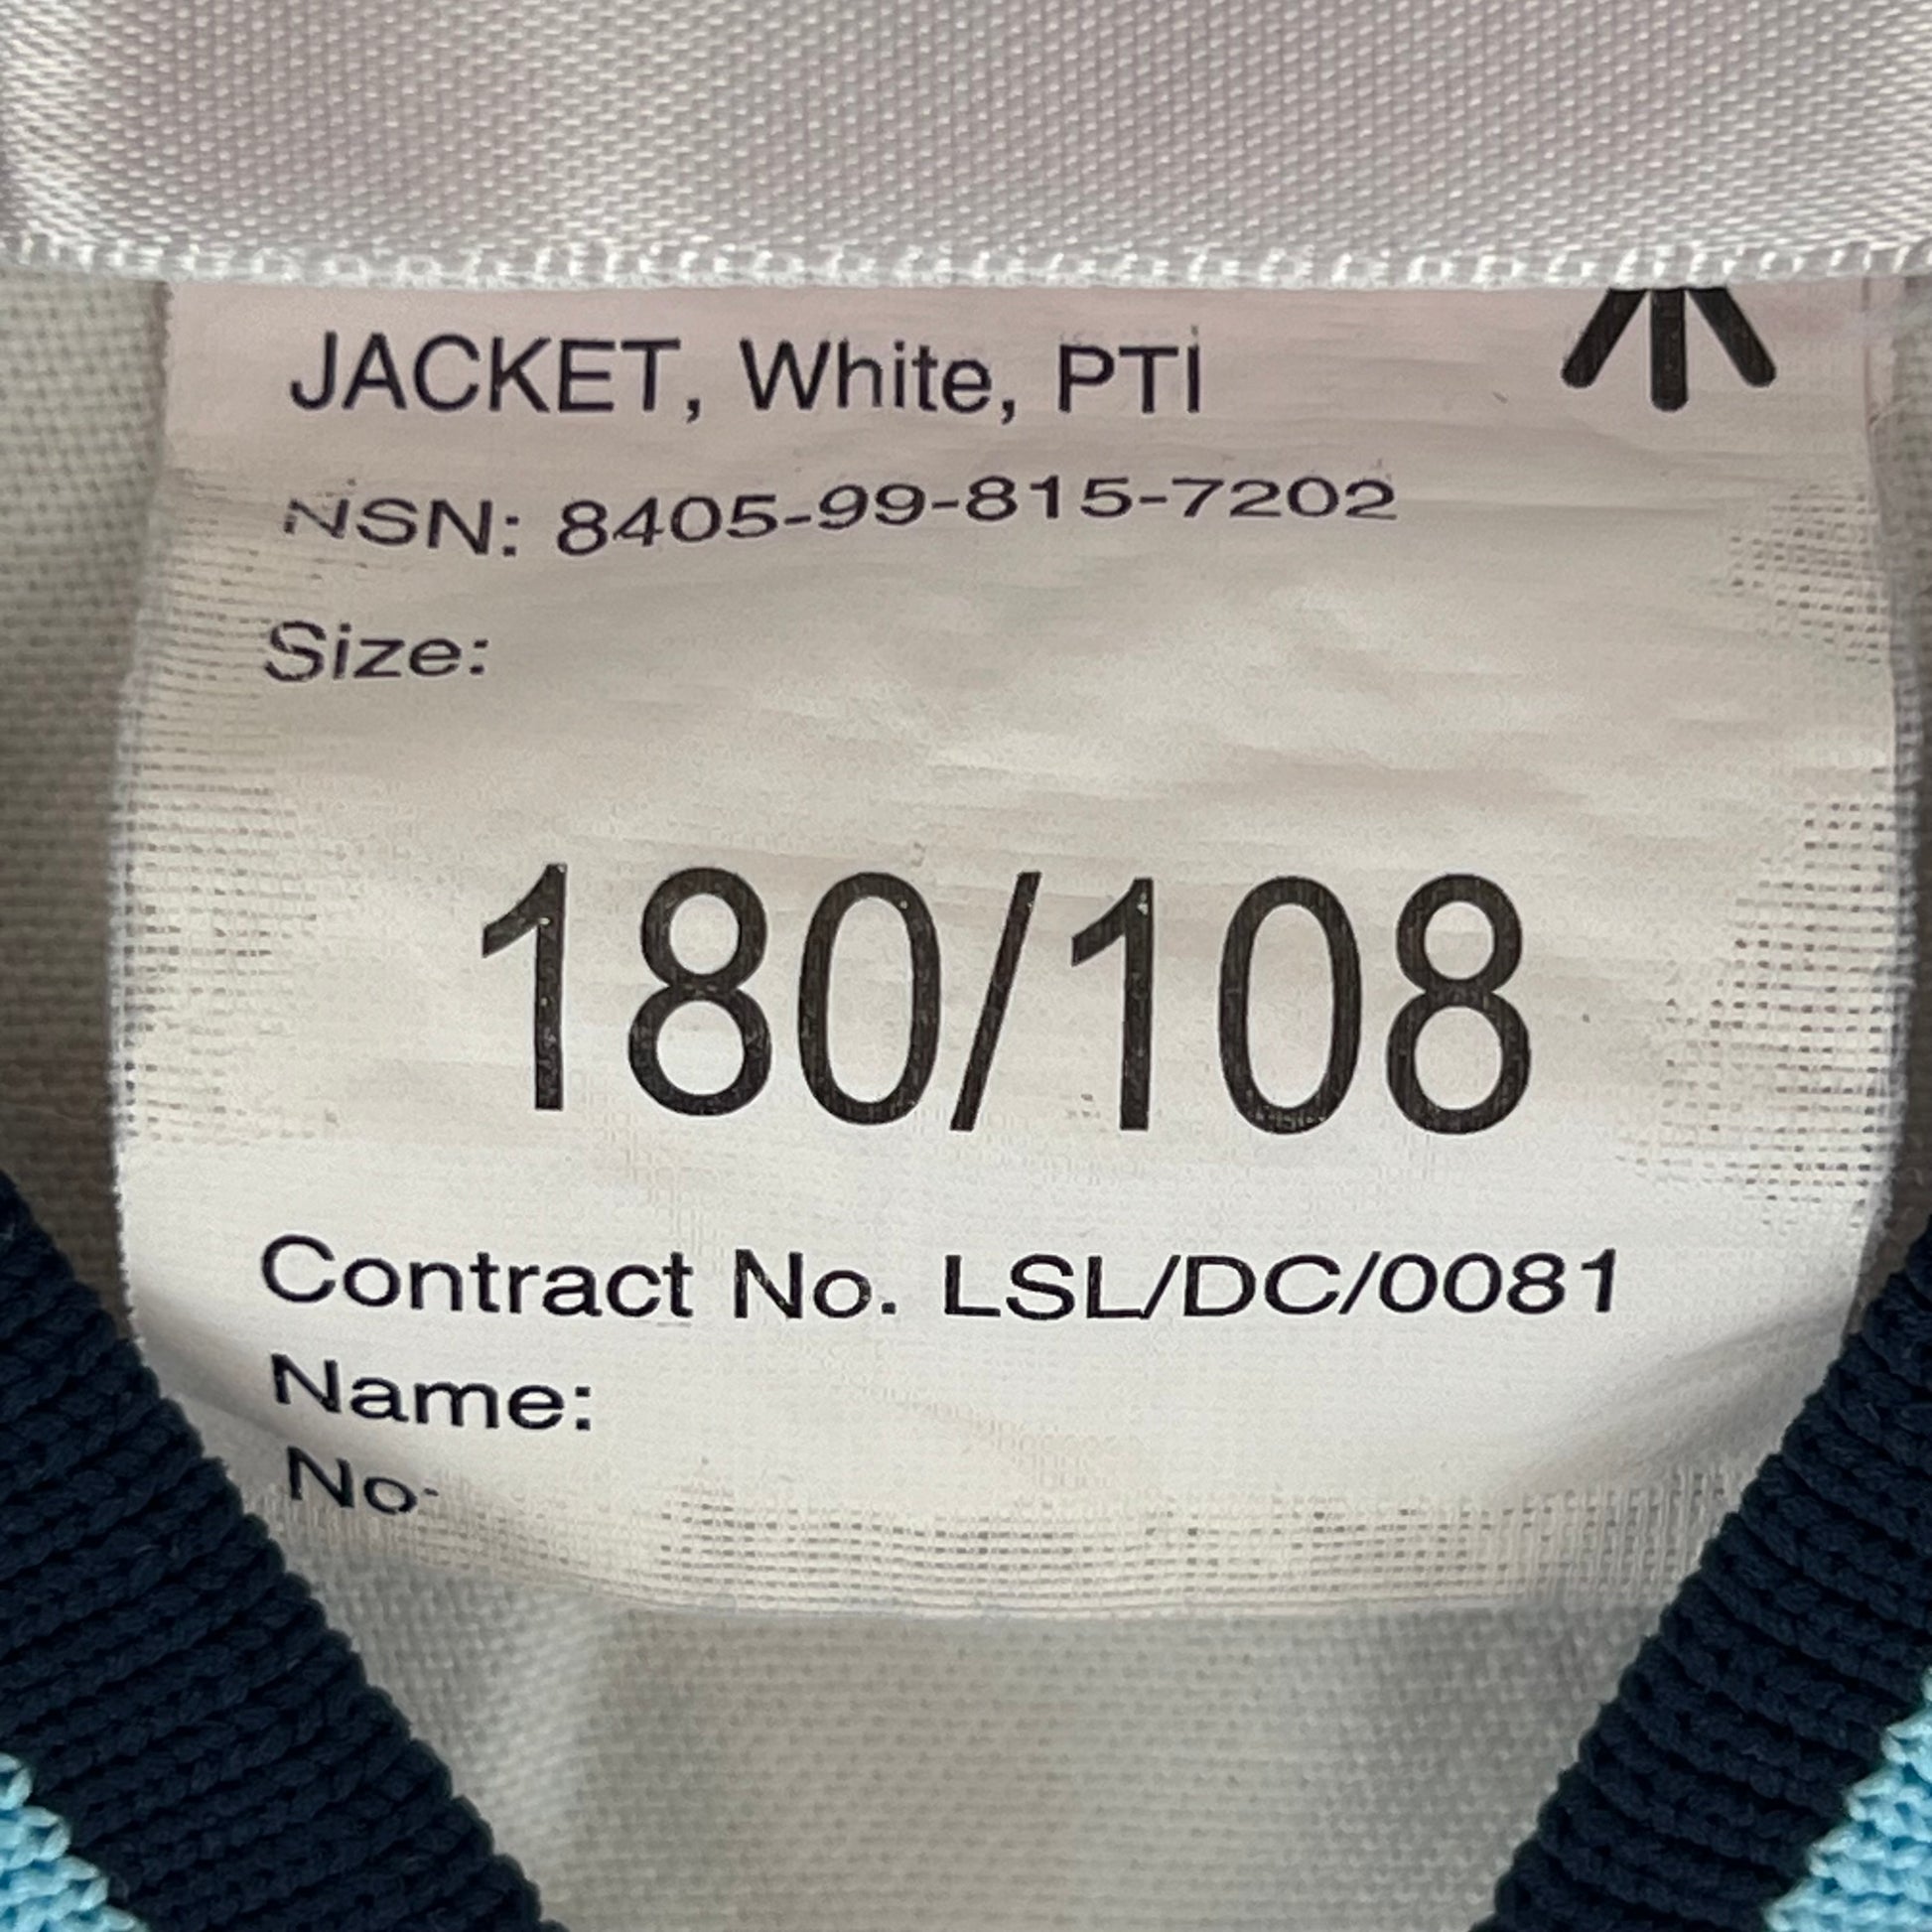 JACKET, White, PTI
NSN: 8405-99-815-7202
Size:
180/108
Contract No. LSL/DC/0081
Name:
No